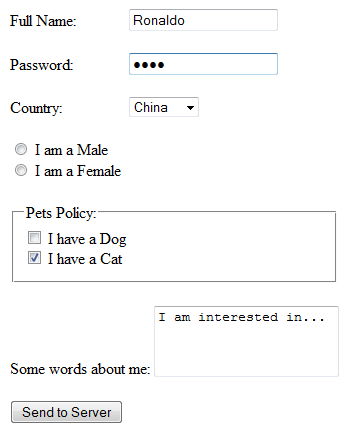 Full Name: Ronaldo
Password: ••••
Country: China
I am a Male
I am a Female
Pets Policy:
I have a Dog
I have a Cat
I am interested in...
Some words about me:
Send to Server